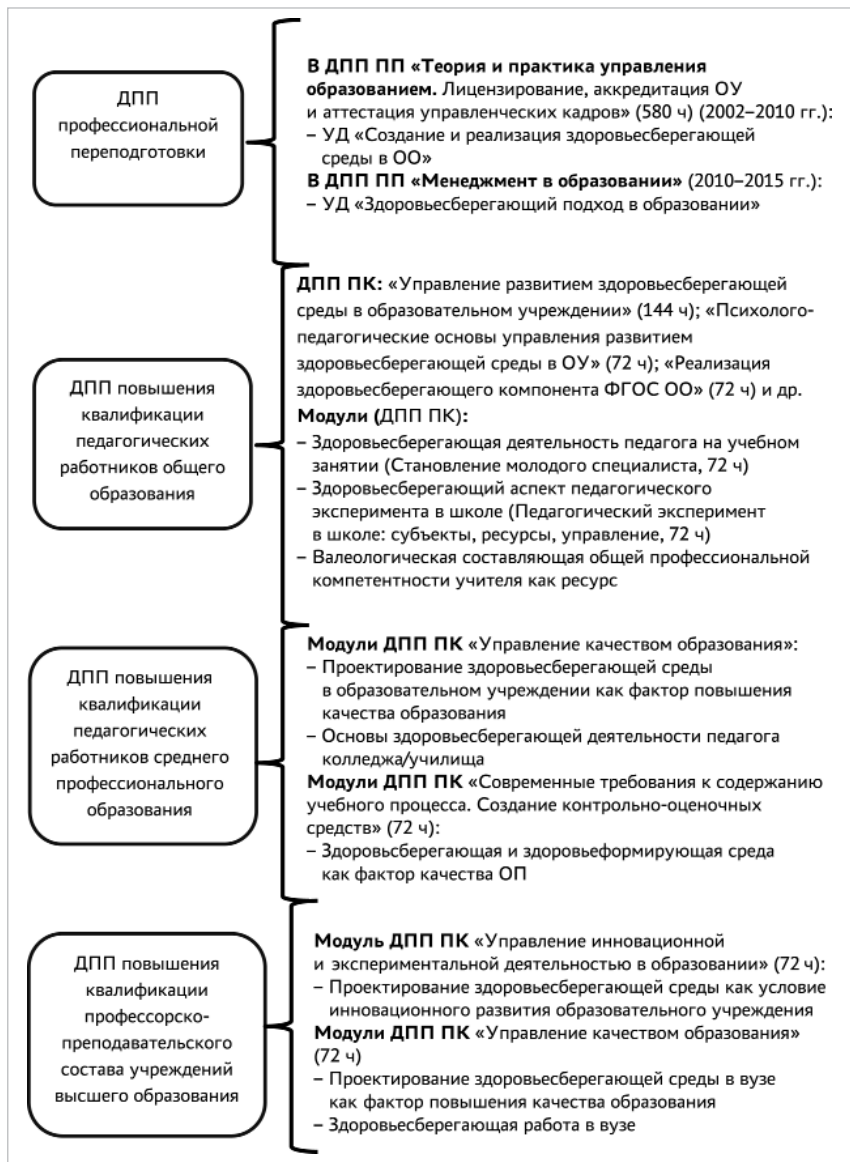 ДПП
профессиональной
переподготовки
В ДПП ПП «Теория и практика управления
образованием. Лицензирование, аккредитация ОУ
и аттестация управленческих кадров» (580 ч) (2002–2010 гг.):
– УД «Создание и реализация здоровьесберегающей
среды в ОО»
В ДПП ПП «Менеджмент в образовании» (2010–2015 гг.):
– УД «Здоровьесберегающий подход в образовании»
ДПП повышения
квалификации
педагогических
работников общего
образования
ДПП ПК: «Управление развитием здоровьесберегающей
среды в образовательном учреждении» (144 ч); «Психолого-
педагогические основы управления развитием
здоровьесберегающей среды в ОУ» (72 ч); «Реализация
здоровьесберегающего компонента ФГОС ОО» (72 ч) и др.
Модули (ДПП ПК):
– Здоровьесберегающая деятельность педагога на учебном
занятии (Становление молодого специалиста, 72 ч)
– Здоровьесберегающий аспект педагогического
эксперимента в школе (Педагогический эксперимент
в школе: субъекты, ресурсы, управление, 72 ч)
– Валеологическая составляющая общей профессиональной
компетентности учителя как ресурс
ДПП повышения
квалификации
педагогических
работников среднего
профессионального
образования
Модули ДПП ПК «Управление качеством образования»:
– Проектирование здоровьесберегающей среды
в образовательном учреждении как фактор повышения
качества образования
– Основы здоровьесберегающей деятельности педагога
колледжа/училища
Модули ДПП ПК «Современные требования к содержанию
учебного процесса. Создание контрольно-оценочных
средств» (72 ч):
– Здоровьсберегающая и здоровьеформирующая среда
как фактор качества ОП
ДПП повышения
квалификации
профессорско-
преподавательского
состава учреждений
высшего образования
Модуль ДПП ПК «Управление инновационной
и экспериментальной деятельностью в образовании» (72 ч):
– Проектирование здоровьесберегающей среды как условие
инновационного развития образовательного учреждения
Модули ДПП ПК «Управление качеством образования»
(72 ч)
– Проектирование здоровьесберегающей среды в вузе
как фактор повышения качества образования
– Здоровьесберегающая работа в вузе